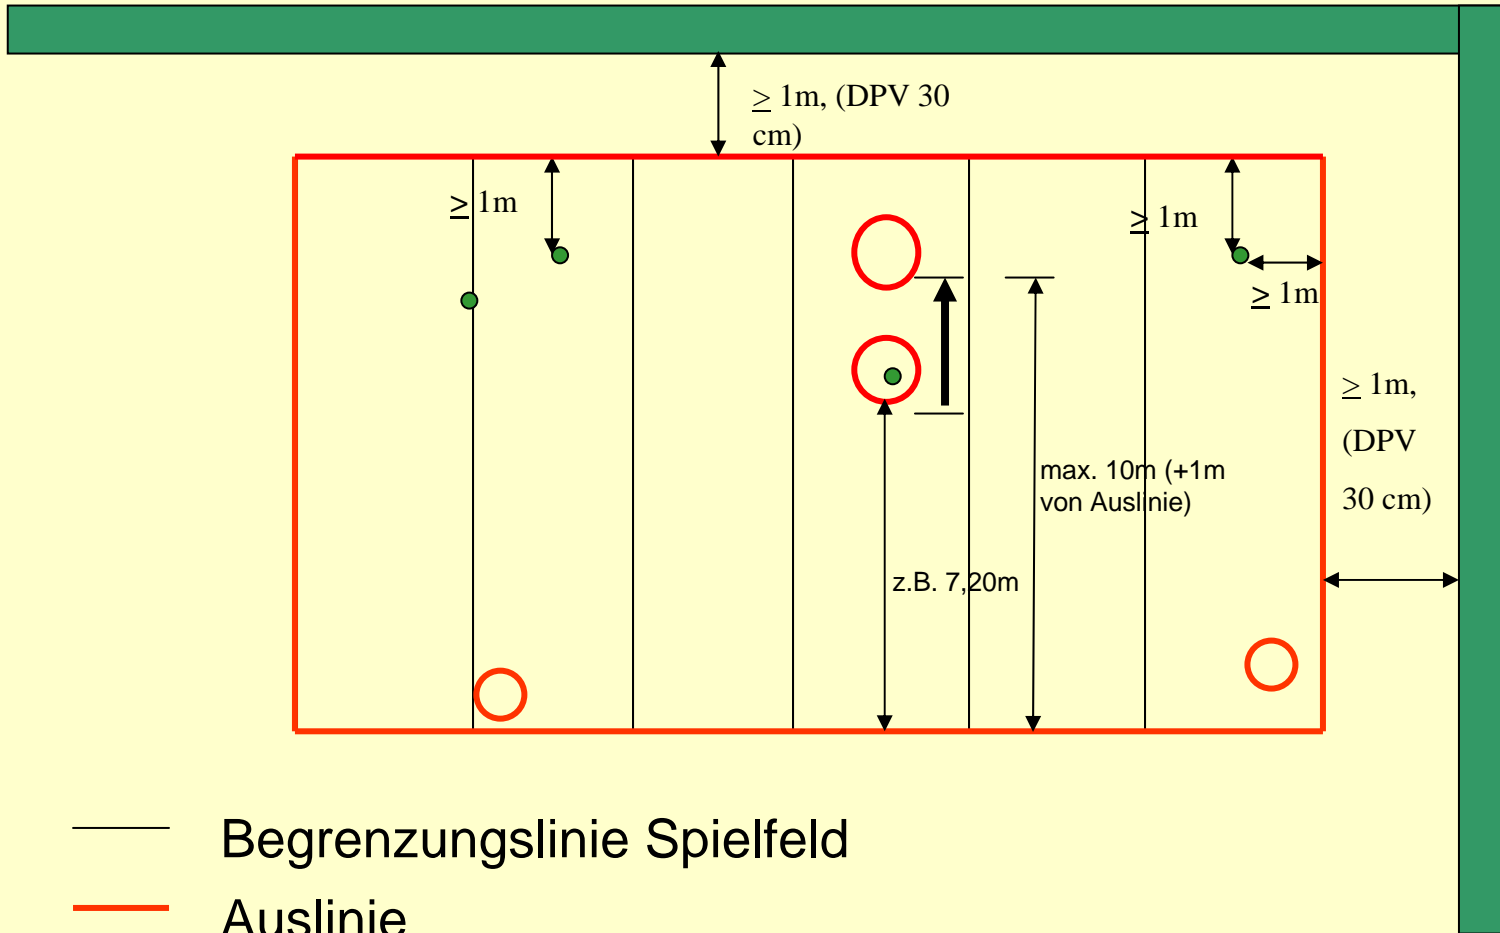 ≥ 1m, (DPV 30
cm)
≥ 1m
≥ 1m
≥ 1m
≥ 1m,
(DPV
30 cm)
max. 10m (+1m
von Auslinie)
z.B. 7,20m
Begrenzungslinie Spielfeld
Auslinie